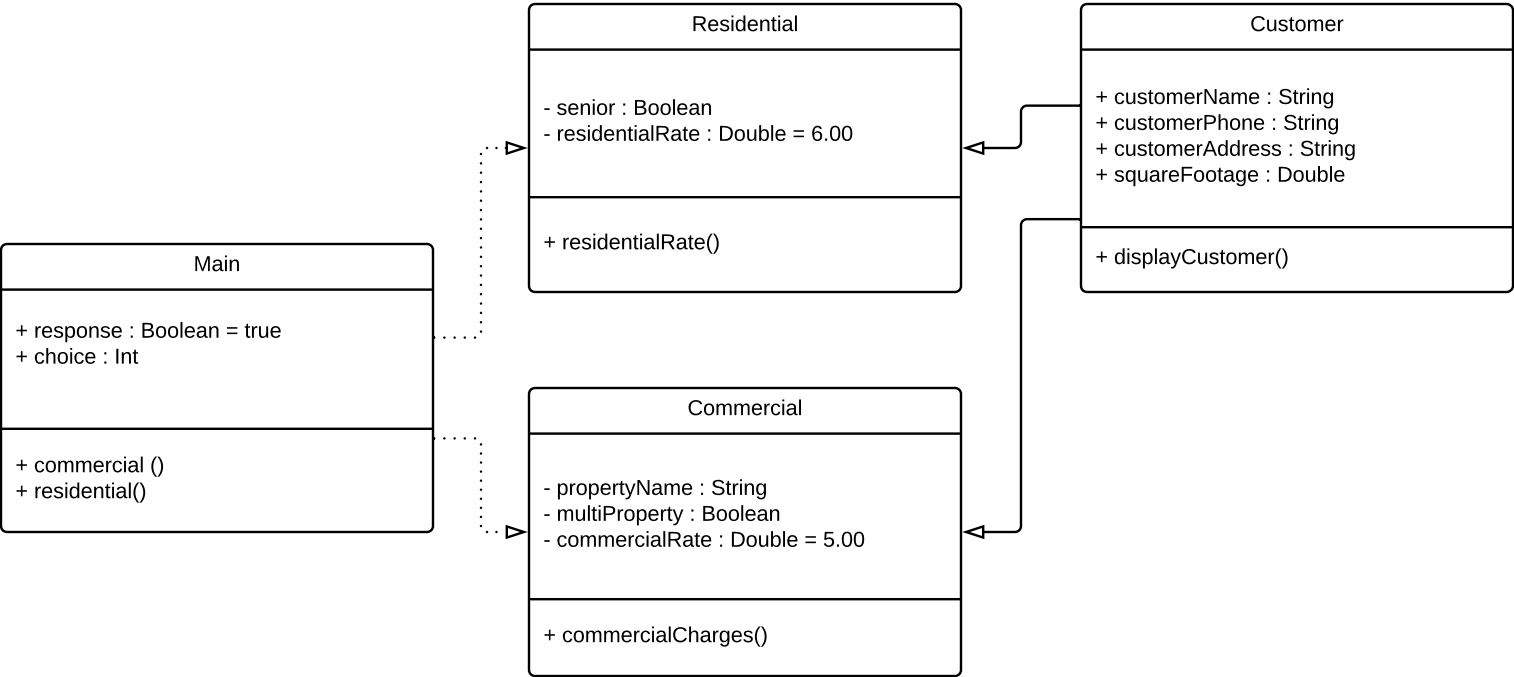 Residential
- senior : Boolean
- residentialRate : Double = 6.00
+ residentialRate()
Customer
+ customerName : String
+ customerPhone : String
+ customerAddress : String
+ squareFootage : Double
+ displayCustomer()
Main
+ response : Boolean = true
+ choice : Int
+ commercial ()
+ residential()
Commercial
- propertyName : String
- multiProperty : Boolean
- commercialRate : Double = 5.00
+ commercialCharges()